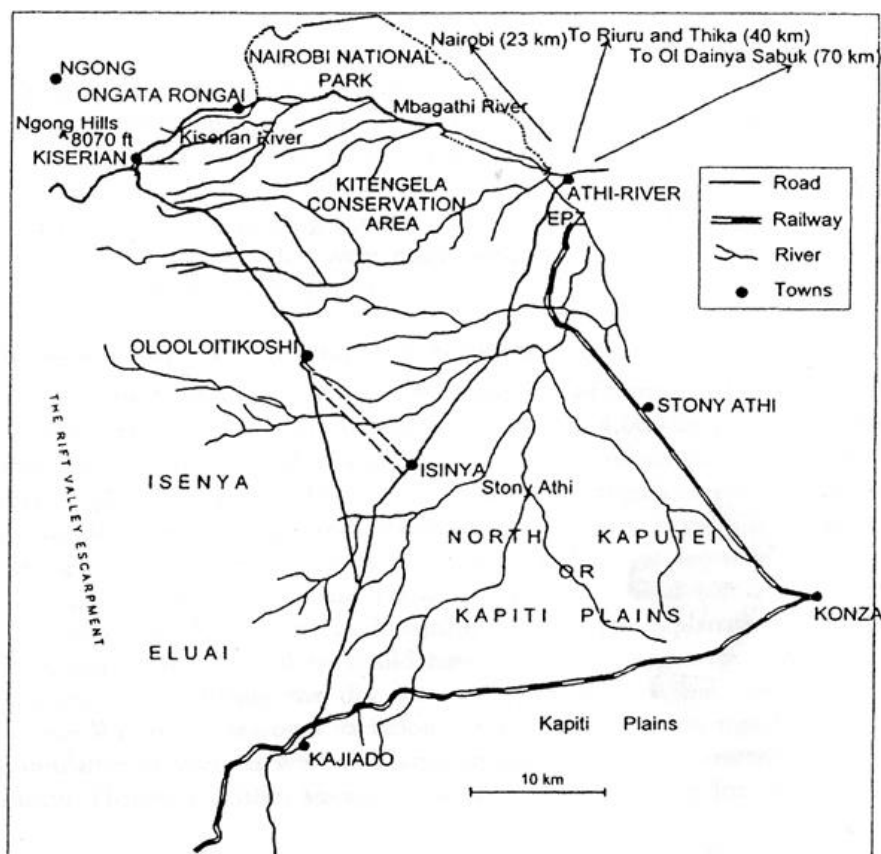 Nairobi (23 km)
To Riuru and Thika (40 km)
To Ol Dainya Sabuk (70 km)
NGONG
NAIROBI NATIONAL
PARK
ONGATA RONGAI
Mbagathi River
Ngong Hills
8070 ft
Kiserian River
KISERIAN
KITENGELA
CONSERVATION
AREA
ATHI-RIVER
EPZ
Road
Railway
River
Towns
OLOOLOITIKOSHI
STONY ATHI
THE RIFT VALLEY ESCARPMENT
ISENYA
ISINYA
Stony Athi
NORTH KAPUTEI
OR
KAPITI PLAINS
KONZA
ELUAI
Kapiti Plains
KAJIADO
10 km